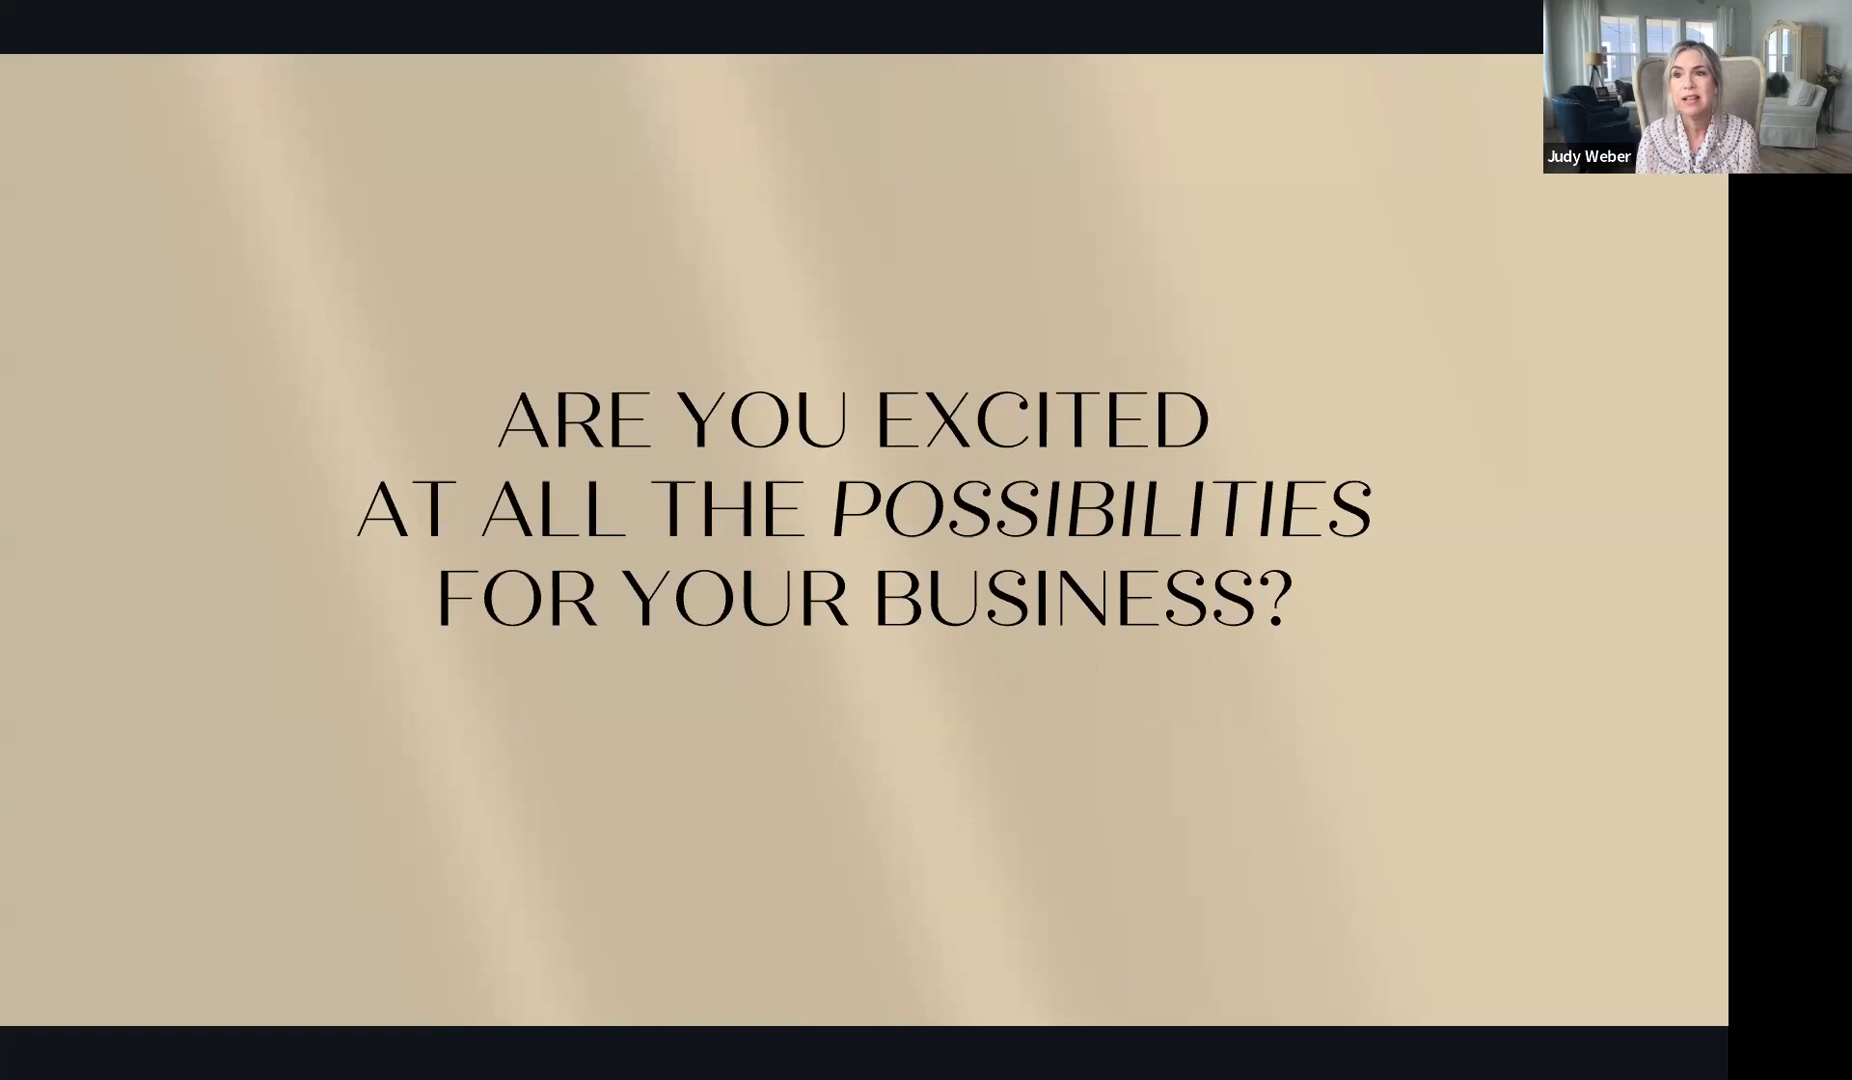 Judy Weber
ARE YOU EXCITED
AT ALL THE POSSIBILITIES
FOR YOUR BUSINESS?